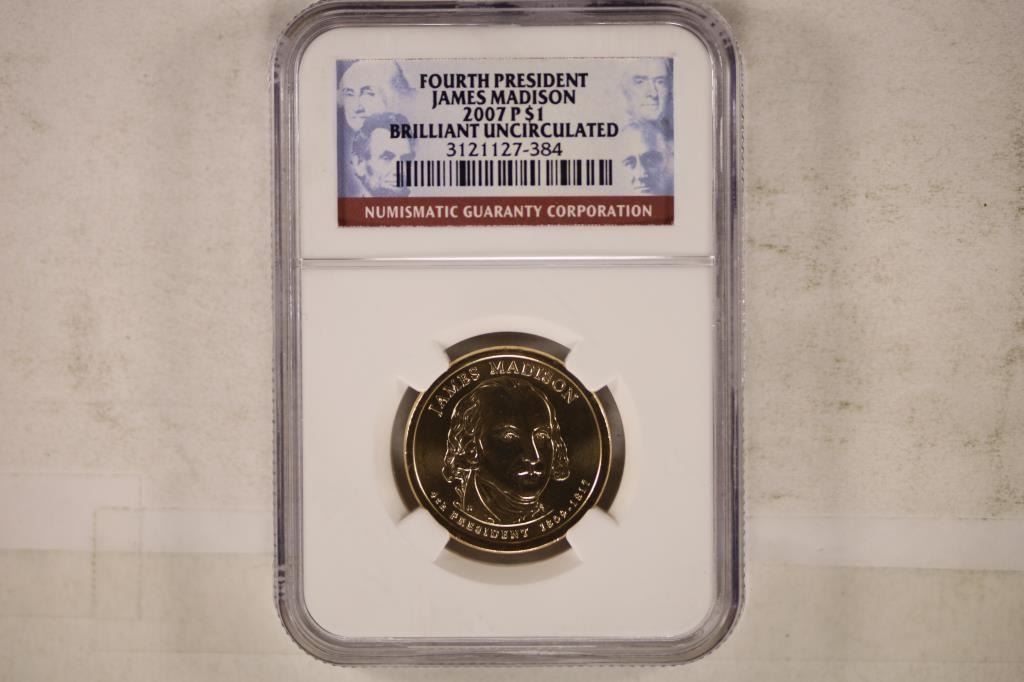 FOURTH PRESIDENT
JAMES MADISON
2007 P $1
BRILLIANT UNCIRCULATED
3121127-384
NUMISMATIC GUARANTY CORPORATION
JAMES MADISON
4TH PRESIDENT 1809-1817